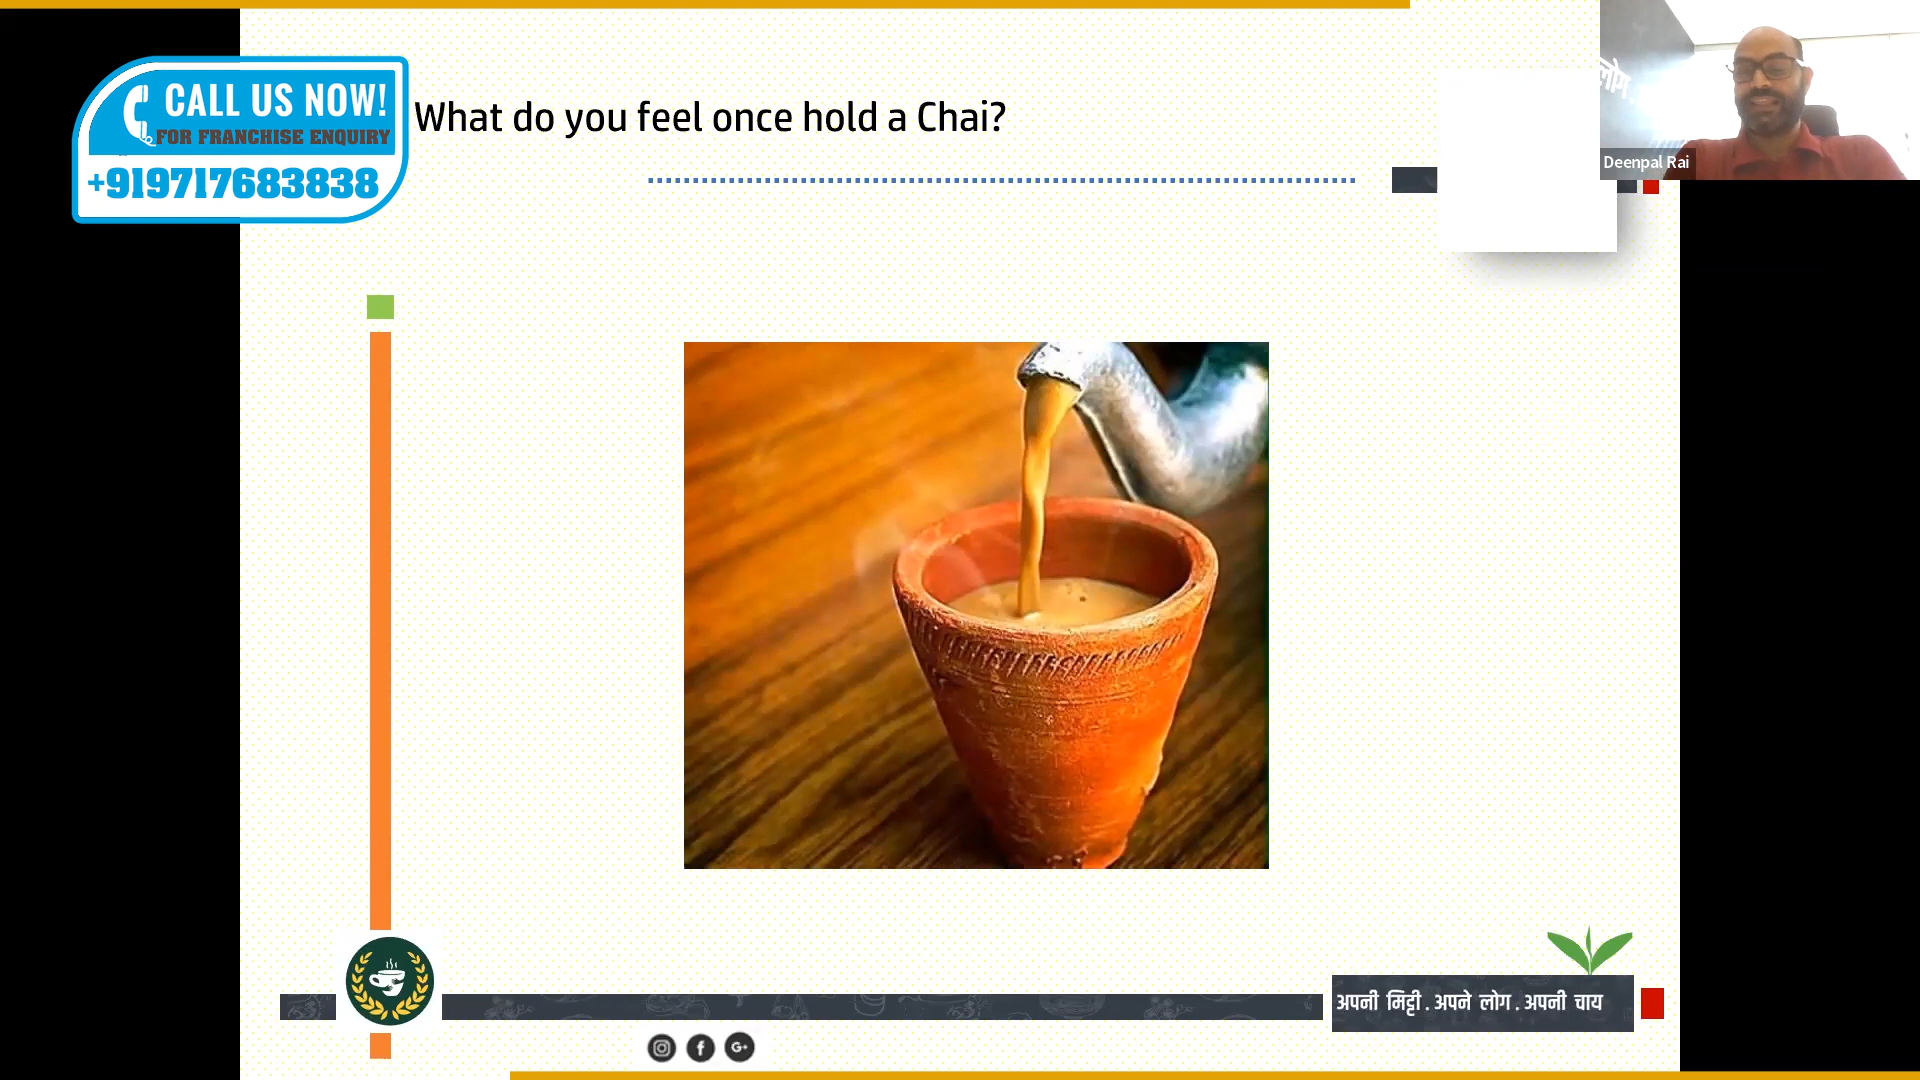 CALL US NOW!
FOR FRANCHISE ENQUIRY
+919717683838
What do you feel once hold a Chai?
लोग
Deenpal Rai
अपनी मिट्टी . अपने लोग . अपनी चाय
f
G+